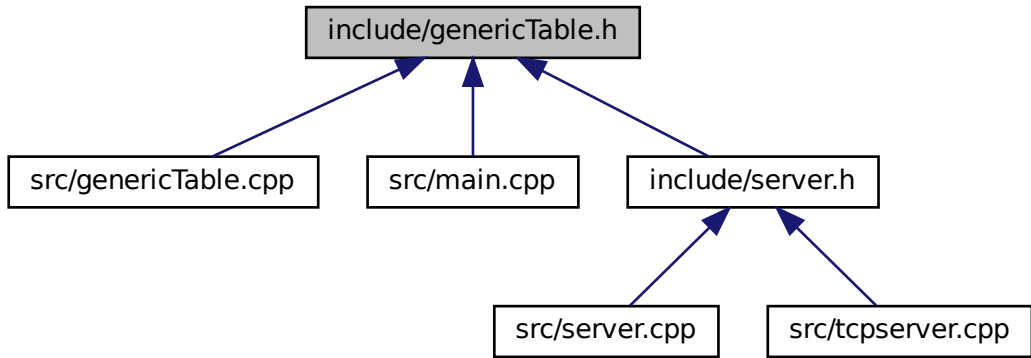 include/genericTable.h
src/genericTable.cpp
src/main.cpp
include/server.h
src/server.cpp
src/tcpserver.cpp